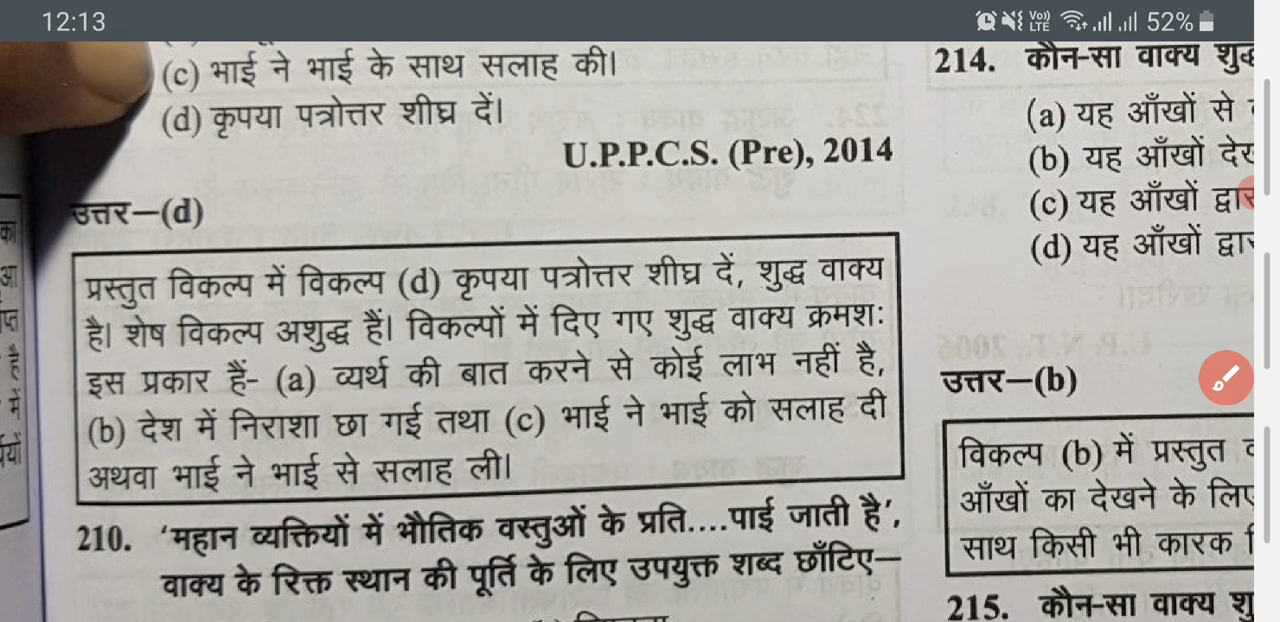 12:13
Vo)) LTE 52%
(c) भाई ने भाई के साथ सलाह की।
(d) कृपया पत्रोत्तर शीघ्र दें।
U.P.P.C.S. (Pre), 2014
उत्तर–(d)
प्रस्तुत विकल्प में विकल्प (d) कृपया पत्रोत्तर शीघ्र दें, शुद्ध वाक्य
है। शेष विकल्प अशुद्ध हैं। विकल्पों में दिए गए शुद्ध वाक्य क्रमशः
इस प्रकार हैं- (a) व्यर्थ की बात करने से कोई लाभ नहीं है,
(b) देश में निराशा छा गई तथा (c) भाई ने भाई को सलाह दी
अथवा भाई ने भाई से सलाह ली।
210. 'महान व्यक्तियों में भौतिक वस्तुओं के प्रति....पाई जाती है',
वाक्य के रिक्त स्थान की पूर्ति के लिए उपयुक्त शब्द छाँटिए–
214. कौन-सा वाक्य
(a) यह आँखों से
(b) यह आँखों
(c) यह आँखों
(d) यह आँखों
उत्तर–(b)
विकल्प (b) में प्रस्तुत
आँखों का देखने के
साथ किसी भी कारक
215. कौन-सा वाक्य